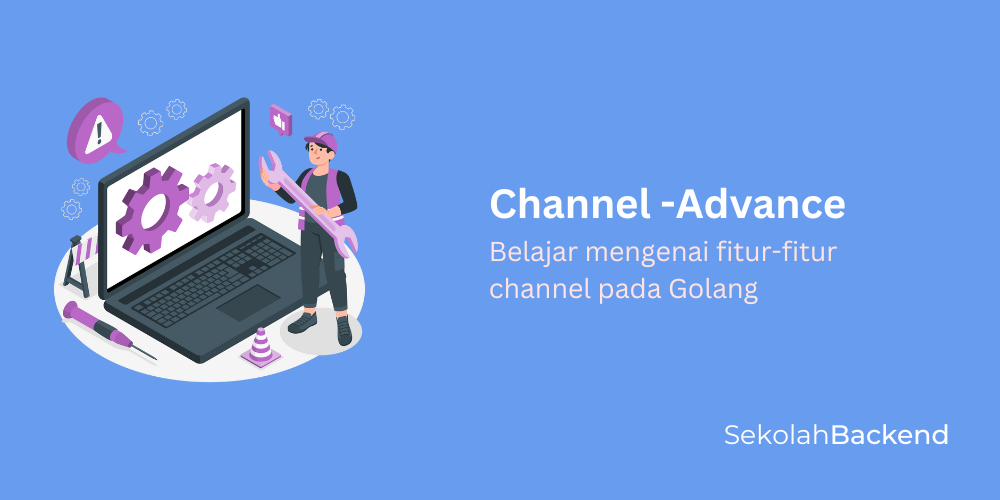 Channel -Advance
Belajar mengenai fitur-fitur
channel pada Golang
SekolahBackend